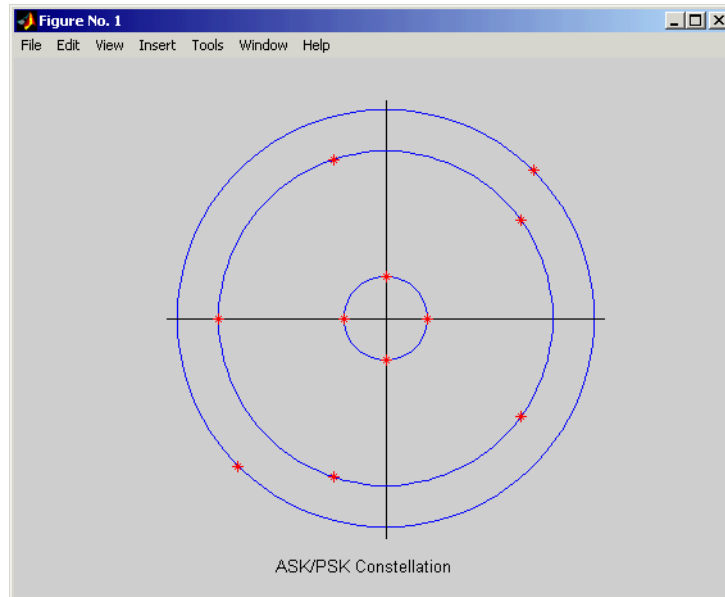 Figure No. 1
File Edit View Insert Tools Window Help
ASK/PSK Constellation